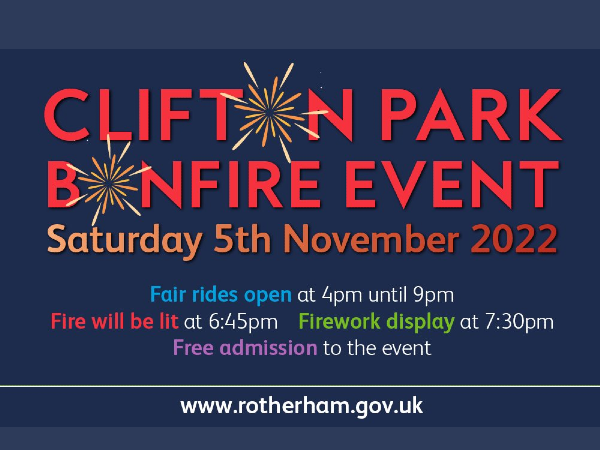 CLIFTON PARK
BONFIRE EVENT
Saturday 5th November 2022
Fair rides open at 4pm until 9pm
Fire will be lit at 6:45pm Firework display at 7:30pm
Free admission to the event
www.rotherham.gov.uk